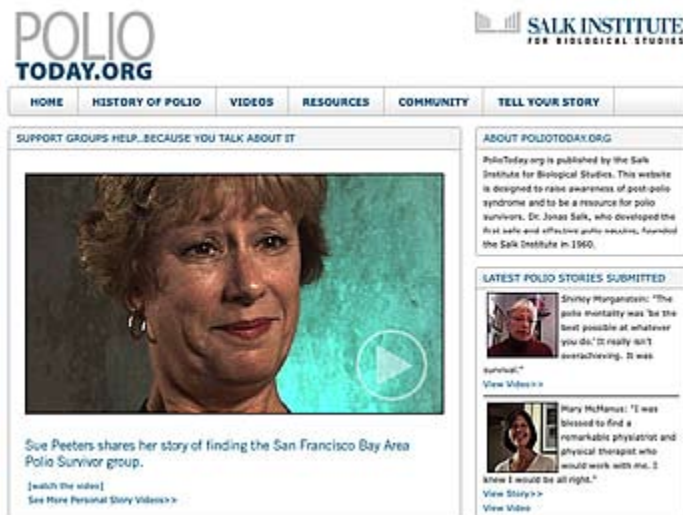 POLIO
TODAY.ORG
SALK INSTITUTE
FOR BIOLOGICAL STUDIES
HOME
HISTORY OF POLIO
VIDEOS
RESOURCES
COMMUNITY
TELL YOUR STORY
SUPPORT GROUPS HELP..BECAUSE YOU TALK ABOUT IT
Sue Peeters shares her story of finding the San Francisco Bay Area
Polio Survivor group.
[watch the video]
See More Personal Story Videos>>
ABOUT POLIOTODAY.ORG
PolioToday.org is published by the Salk
Institute for Biological Studies. This website
is designed to raise awareness of post-polio
syndrome and to be a resource for polio
survivors. Dr. Jonas Salk, who developed the
first safe and effective polio vaccine, founded
the Salk Institute in 1960.
LATEST POLIO STORIES SUBMITTED
Shirley Morganstein: "The
polio mentality was 'be the
best possible at whatever
you do.' It really isn't
overachieving. It was
survival."
View Video>>
Mary McManus: "I was
blessed to find a
remarkable physiatrist and
physical therapist who
would work with me. I
knew I would be all right."
View Story>>
View Video